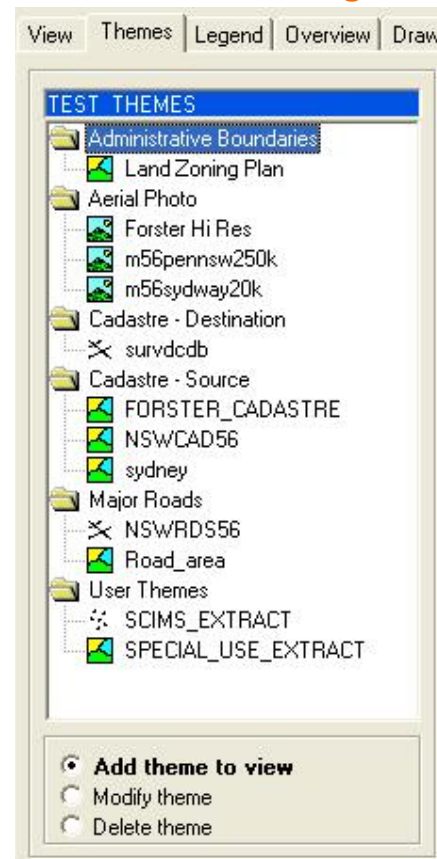 View Themes Legend Overview Draw
TEST THEMES
Administrative Boundaries
Land Zoning Plan
Aerial Photo
Forster Hi Res
m56pennsw250k
m56sydway20k
Cadastre - Destination
survdcdb
Cadastre - Source
FORSTER_CADASTRE
NSWCAD56
sydney
Major Roads
NSWRDS56
Road_area
User Themes
SCIMS_EXTRACT
SPECIAL_USE_EXTRACT
Add theme to view
Modify theme
Delete theme